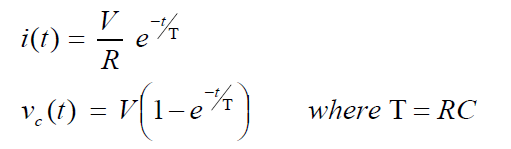 i(t) = V/R e^(-t/T)
v_c(t) = V(1-e^(-t/T)) where T = RC